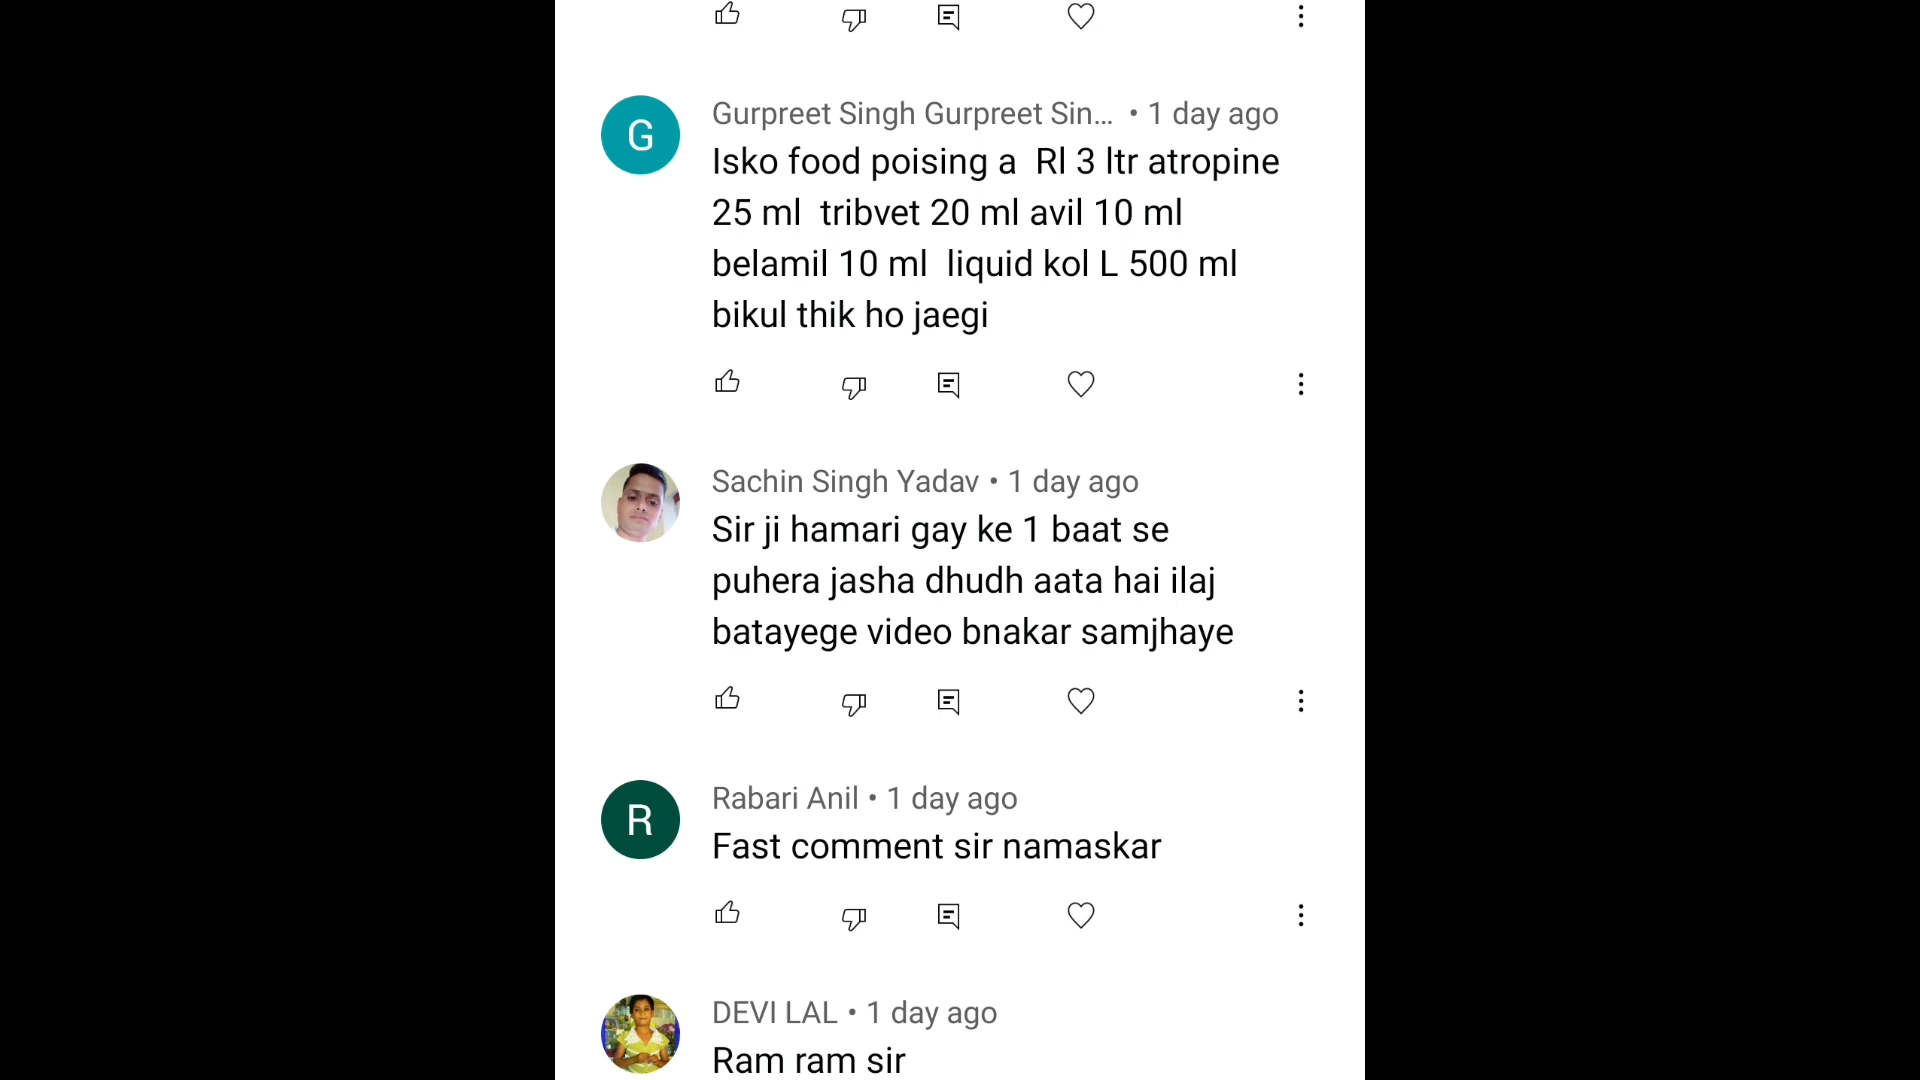 Gurpreet Singh Gurpreet Sin... • 1 day ago
Isko food poising a Rl 3 ltr atropine
25 ml tribvet 20 ml avil 10 ml
belamil 10 ml liquid kol L 500 ml
bikul thik ho jaegi
Sachin Singh Yadav • 1 day ago
Sir ji hamari gay ke 1 baat se
puhera jasha dhudh aata hai ilaj
batayege video bnakar samjhaye
Rabari Anil • 1 day ago
Fast comment sir namaskar
DEVI LAL • 1 day ago
Ram ram sir
G
R